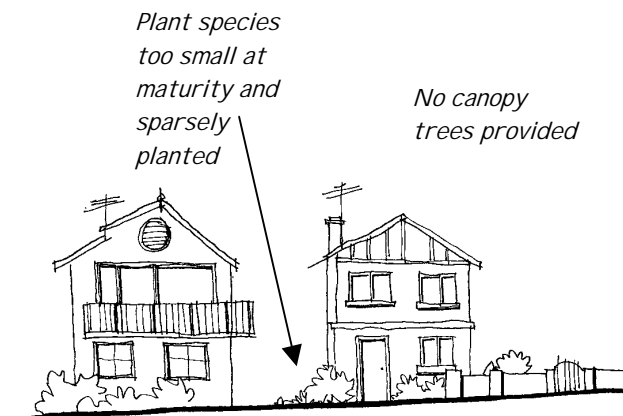 Plant species
too small at
maturity and
sparsely
planted
No canopy
trees provided